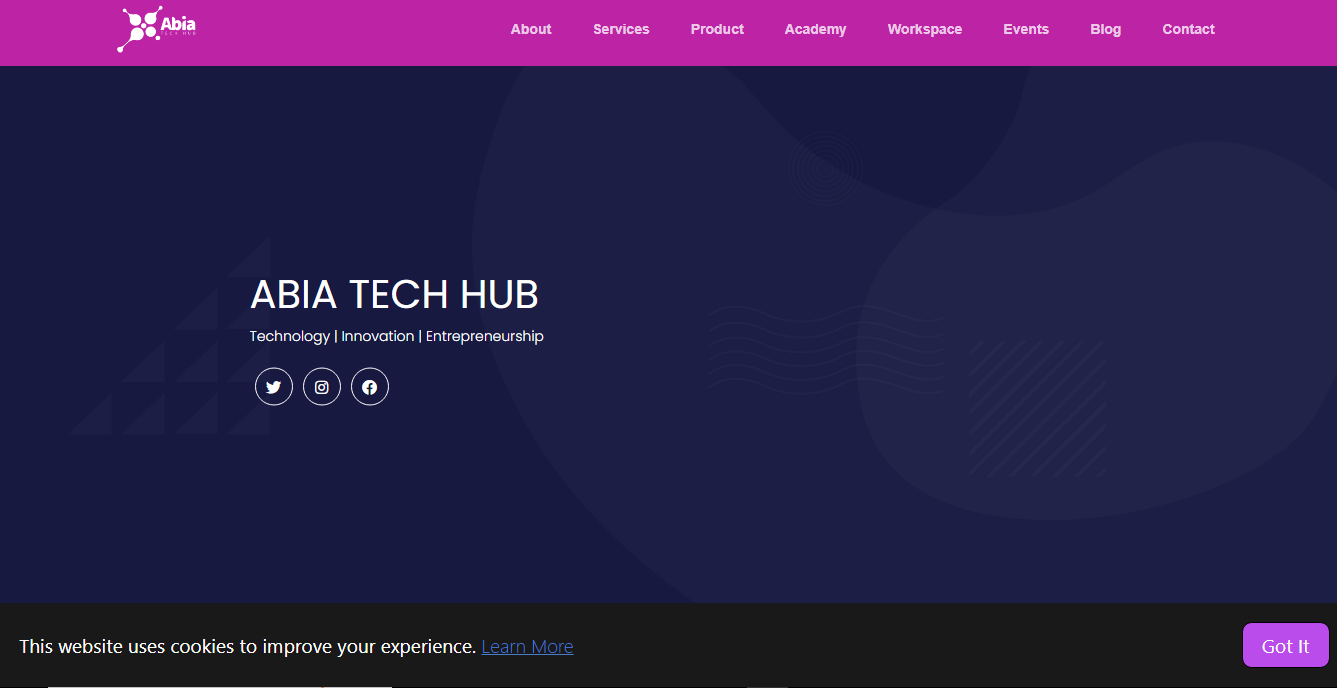 Abia
TECH HUB
About Services Product Academy Workspace Events Blog Contact
ABIA TECH HUB
Technology | Innovation | Entrepreneurship
This website uses cookies to improve your experience. Learn More
Got It